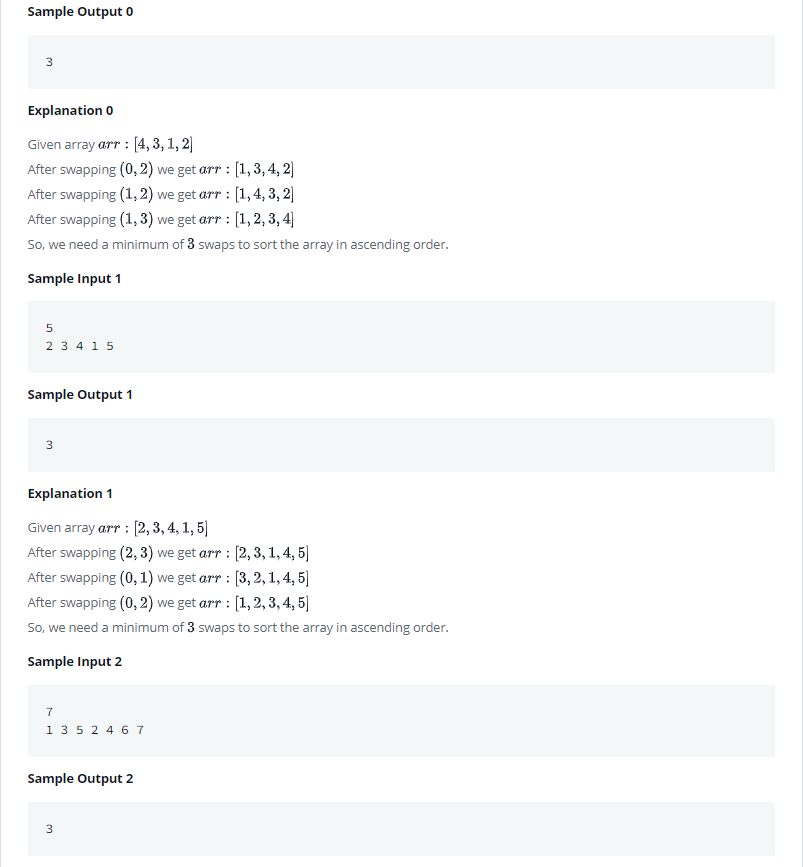 Sample Output 0
3
Explanation 0
Given array arr : [4, 3, 1, 2]
After swapping (0, 2) we get arr : [1, 3, 4, 2]
After swapping (1, 2) we get arr : [1, 4, 3, 2]
After swapping (1, 3) we get arr : [1, 2, 3, 4]
So, we need a minimum of 3 swaps to sort the array in ascending order.
Sample Input 1
5
2 3 4 1 5
Sample Output 1
3
Explanation 1
Given array arr : [2, 3, 4, 1, 5]
After swapping (2, 3) we get arr : [2, 3, 1, 4, 5]
After swapping (0, 1) we get arr : [3, 2, 1, 4, 5]
After swapping (0, 2) we get arr : [1, 2, 3, 4, 5]
So, we need a minimum of 3 swaps to sort the array in ascending order.
Sample Input 2
7
1 3 5 2 4 6 7
Sample Output 2
3